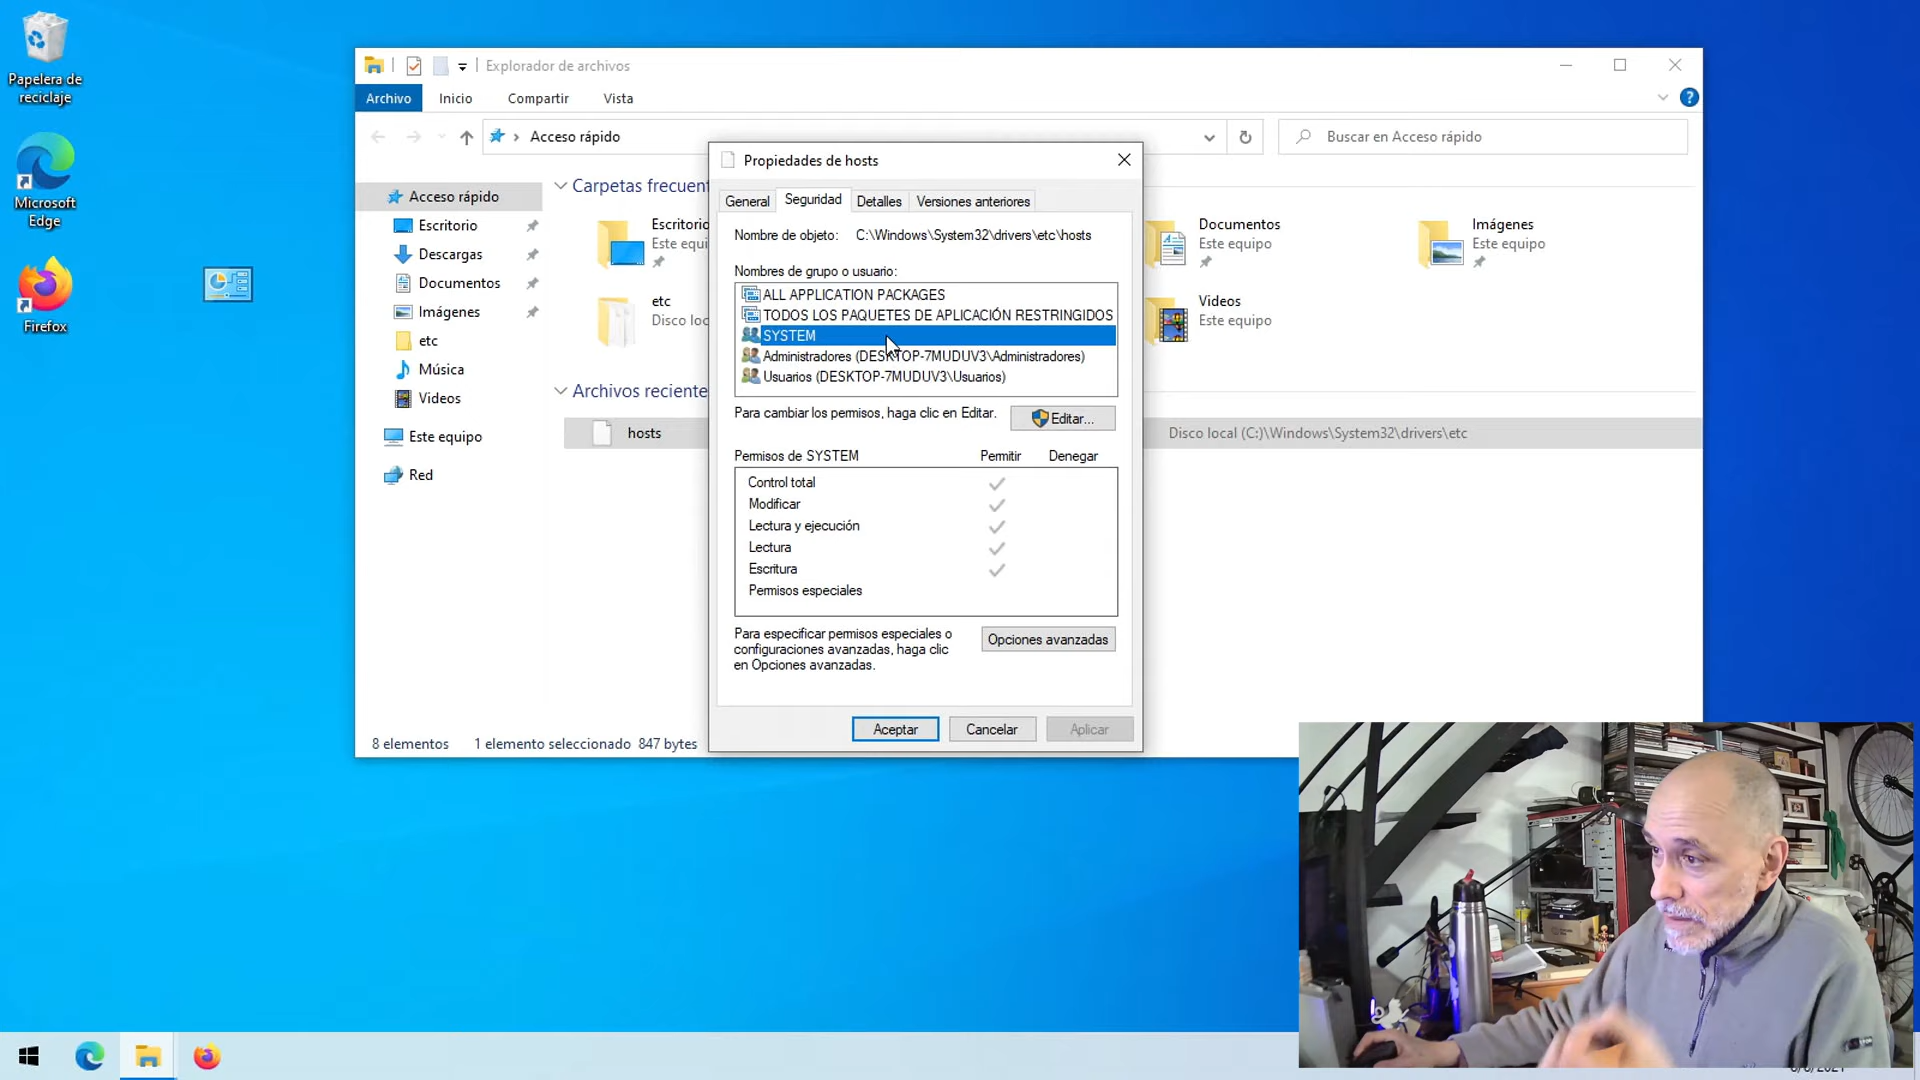 Papelera de
reciclaje
Microsoft
Edge
Firefox
Explorador de archivos
Archivo
Inicio
Compartir
Vista
Acceso rápido
Buscar en Acceso rápido
Acceso rápido
Escritorio
Descargas
Documentos
Imágenes
etc
Música
Videos
Este equipo
Red
Carpetas frecuen
Escritorio
Este equi
etc
Disco loc
Documentos
Este equipo
Imágenes
Este equipo
Videos
Este equipo
Archivos reciente
hosts
Disco local (C:)\Windows\System32\drivers\etc
8 elementos
1 elemento seleccionado 847 bytes
Propiedades de hosts
General
Seguridad
Detalles
Versiones anteriores
Nombre de objeto: C:\Windows\System32\drivers\etc\hosts
Nombres de grupo o usuario:
ALL APPLICATION PACKAGES
TODOS LOS PAQUETES DE APLICACIÓN RESTRINGIDOS
SYSTEM
Administradores (DESKTOP-7MUDUV3\Administradores)
Usuarios (DESKTOP-7MUDUV3\Usuarios)
Para cambiar los permisos, haga clic en Editar.
Editar...
Permisos de SYSTEM
Permitir
Denegar
Control total
Modificar
Lectura y ejecución
Lectura
Escritura
Permisos especiales
Para especificar permisos especiales o
configuraciones avanzadas, haga clic
en Opciones avanzadas.
Opciones avanzadas
Aceptar
Cancelar
Aplicar